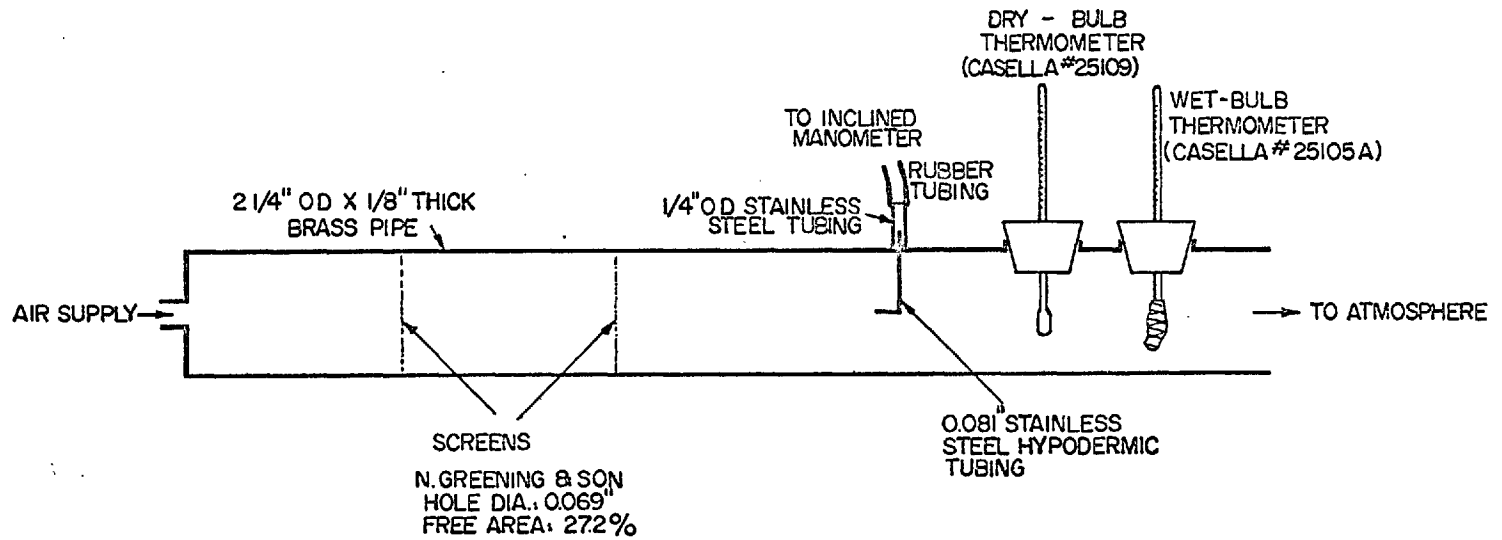 DRY - BULB
THERMOMETER
(CASELLA #25109)
WET-BULB
THERMOMETER
(CASELLA #25105A)
TO INCLINED
MANOMETER
RUBBER
TUBING
2 1/4" OD X 1/8" THICK
BRASS PIPE
1/4" OD STAINLESS
STEEL TUBING
AIR SUPPLY
TO ATMOSPHERE
SCREENS
N. GREENING & SON
HOLE DIA.: 0.069"
FREE AREA: 27.2%
0.081" STAINLESS
STEEL HYPODERMIC
TUBING